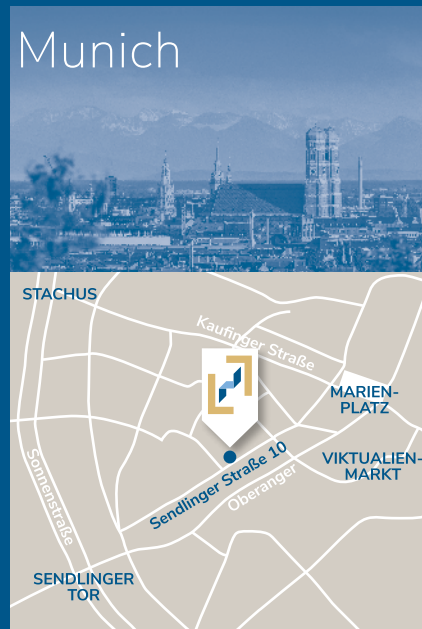 Munich
STACHUS
Kaufinger Straße
MARIEN-
PLATZ
Sendlinger Straße 10
VIKTUALIEN-
MARKT
Oberanger
Sonnenstraße
SENDLINGER
TOR